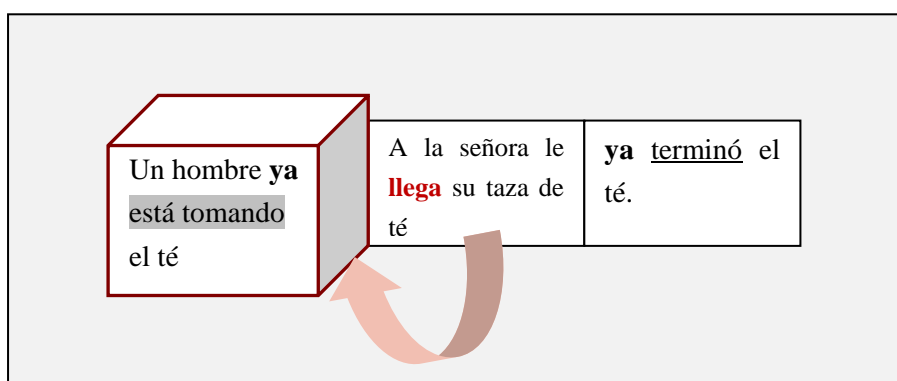 Un hombre ya
está tomando
el té
A la señora le
llega su taza de
té
ya terminó el
té.